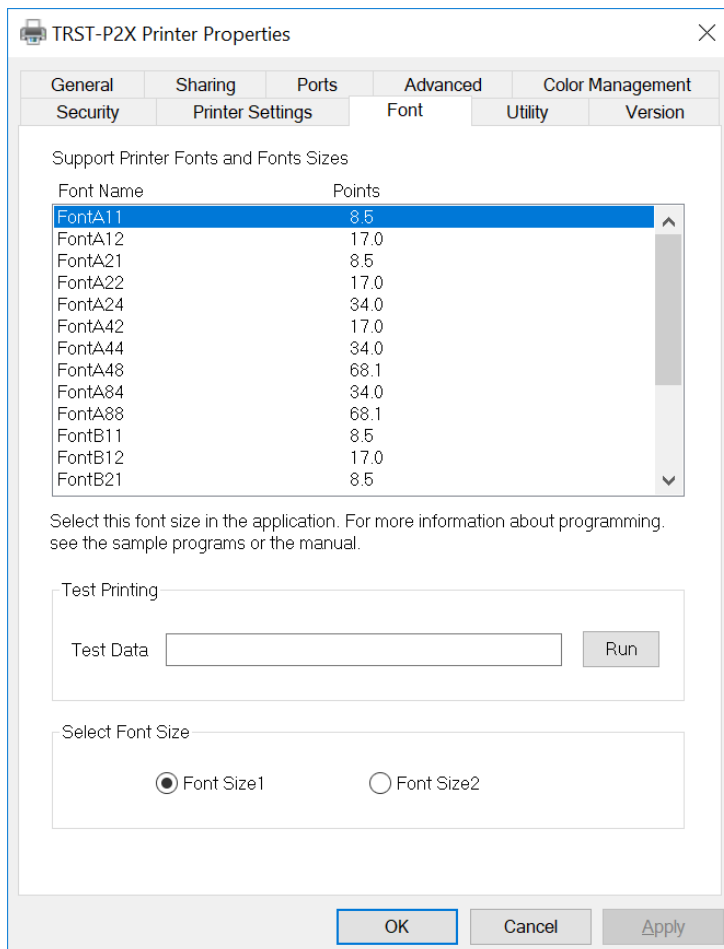 TRST-P2X Printer Properties
General Sharing Ports Advanced Color Management
Security Printer Settings Font Utility Version
Support Printer Fonts and Fonts Sizes
Font Name Points
FontA11 8.5
FontA12 17.0
FontA21 8.5
FontA22 17.0
FontA24 34.0
FontA42 17.0
FontA44 34.0
FontA48 68.1
FontA84 34.0
FontA88 68.1
FontB11 8.5
FontB12 17.0
FontB21 8.5
Select this font size in the application. For more information about programming.
see the sample programs or the manual.
Test Printing
Test Data Run
Select Font Size
Font Size1 Font Size2
OK Cancel Apply